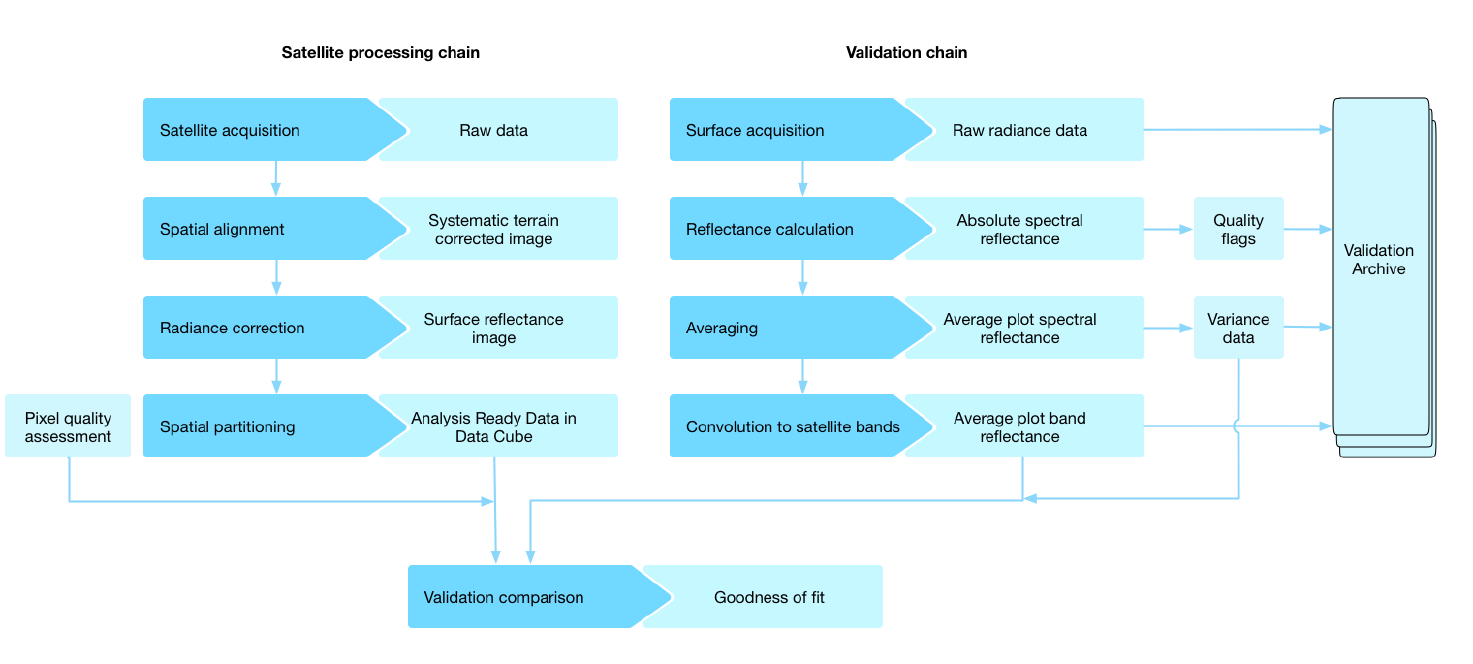 Satellite processing chain
Validation chain
Satellite acquisition
Raw data
Surface acquisition
Raw radiance data
Spatial alignment
Systematic terrain
corrected image
Reflectance calculation
Absolute spectral
reflectance
Quality
flags
Validation
Archive
Radiance correction
Surface reflectance
image
Averaging
Average plot spectral
reflectance
Variance
data
Pixel quality
assessment
Spatial partitioning
Analysis Ready Data in
Data Cube
Convolution to satellite bands
Average plot band
reflectance
Validation comparison
Goodness of fit